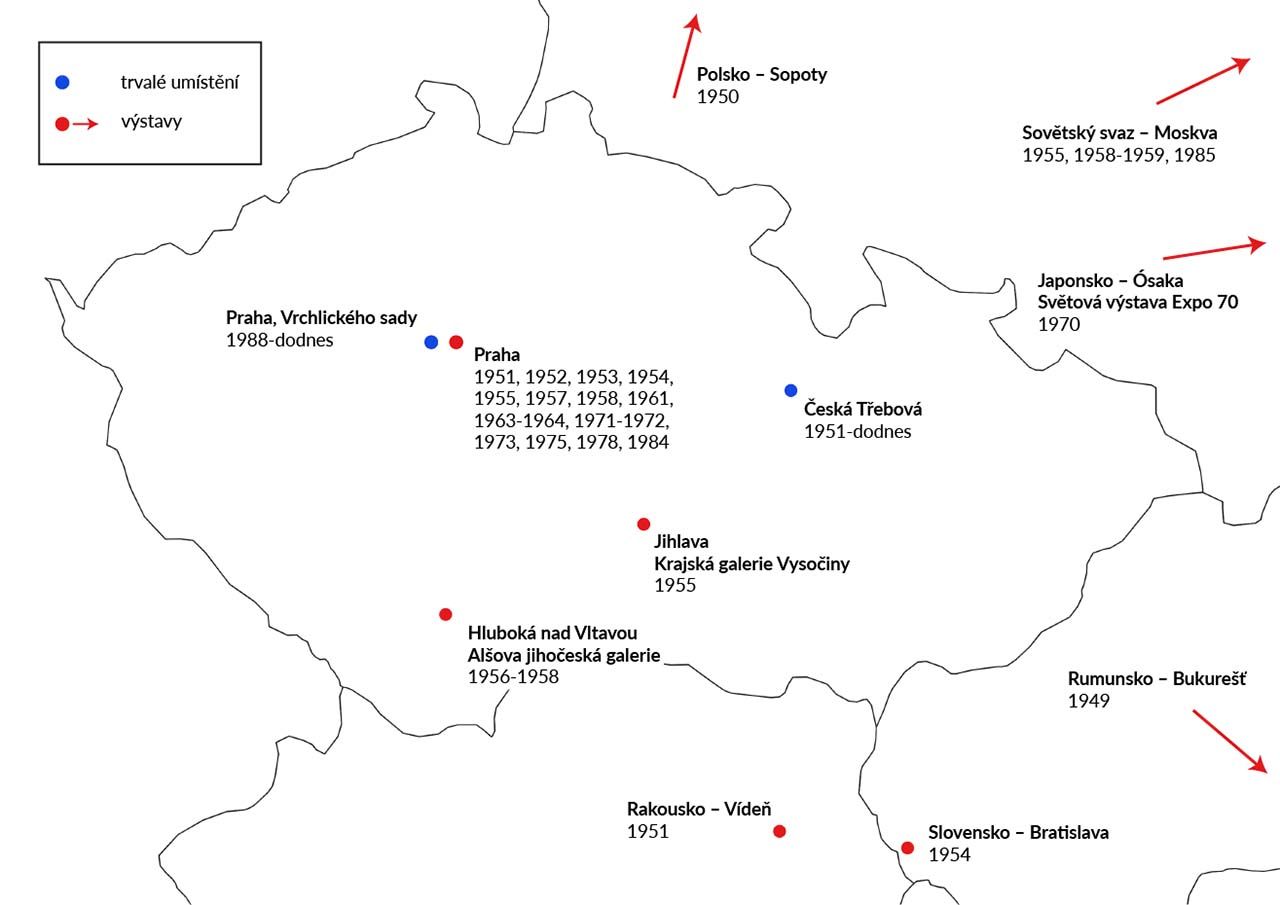 trvalé umístění
výstavy
Polsko – Sopoty
1950
Sovětský svaz – Moskva
1955, 1958-1959, 1985
Japonsko – Ósaka
Světová výstava Expo 70
1970
Praha, Vrchlického sady
1988-dodnes
Praha
1951, 1952, 1953, 1954,
1955, 1957, 1958, 1961,
1963-1964, 1971-1972,
1973, 1975, 1978, 1984
Česká Třebová
1951-dodnes
Jihlava
Krajská galerie Vysočiny
1955
Hluboká nad Vltavou
Alšova jihočeská galerie
1956-1958
Rumunsko – Bukurešť
1949
Rakousko – Vídeň
1951
Slovensko – Bratislava
1954